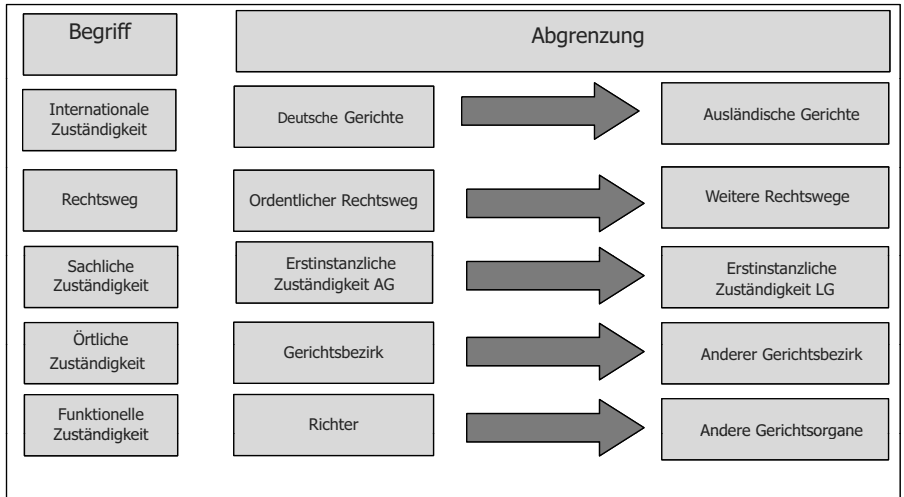 Begriff
Abgrenzung
Internationale
Zuständigkeit
Deutsche Gerichte
Ausländische Gerichte
Rechtsweg
Ordentlicher Rechtsweg
Weitere Rechtswege
Sachliche
Zuständigkeit
Erstinstanzliche
Zuständigkeit AG
Erstinstanzliche
Zuständigkeit LG
Örtliche
Zuständigkeit
Gerichtsbezirk
Anderer Gerichtsbezirk
Funktionelle
Zuständigkeit
Richter
Andere Gerichtsorgane